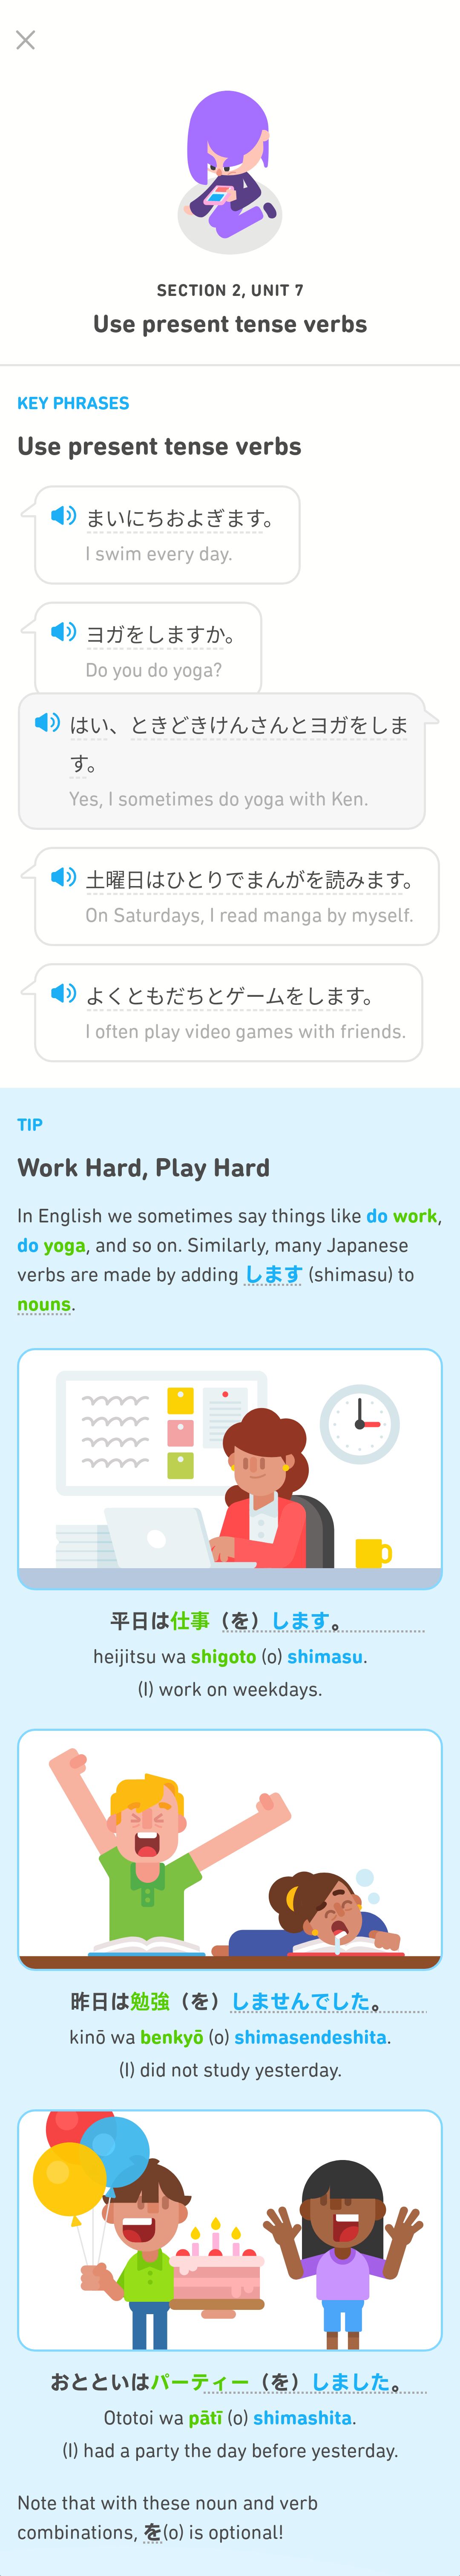 SECTION 2, UNIT 7
Use present tense verbs
KEY PHRASES
Use present tense verbs
まいにちおよぎます。
I swim every day.
ヨガをしますか。
Do you do yoga?
はい、ときどきけんさんとヨガをしま
す。
Yes, I sometimes do yoga with Ken.
土曜日はひとりでまんがを読みます。
On Saturdays, I read manga by myself.
よくともだちとゲームをします。
I often play video games with friends.
TIP
Work Hard, Play Hard
In English we sometimes say things like do work,
do yoga, and so on. Similarly, many Japanese
verbs are made by adding します (shimasu) to
nouns.
平日は仕事（を）します。
heijitsu wa shigoto (o) shimasu.
(I) work on weekdays.
昨日は勉強（を）しませんでした。
kinō wa benkyō (o) shimasendeshita.
(I) did not study yesterday.
おとといはパーティー（を）しました。
Ototoi wa pātī (o) shimashita.
(I) had a party the day before yesterday.
Note that with these noun and verb
combinations, を(o) is optional!